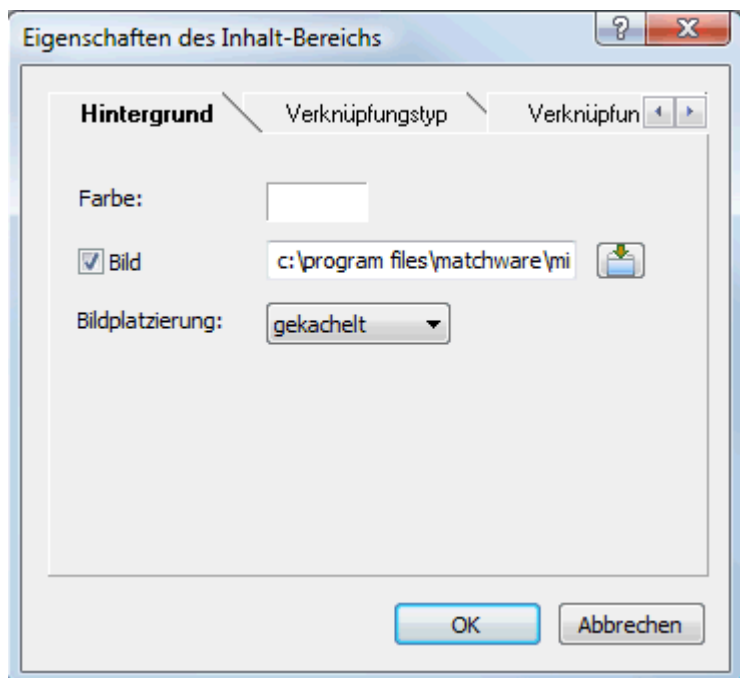 Eigenschaften des Inhalt-Bereichs
Hintergrund Verknüpfungstyp Verknüpfun
Farbe:
Bild c:\program files\matchware\mi
Bildplatzierung: gekachelt
OK Abbrechen